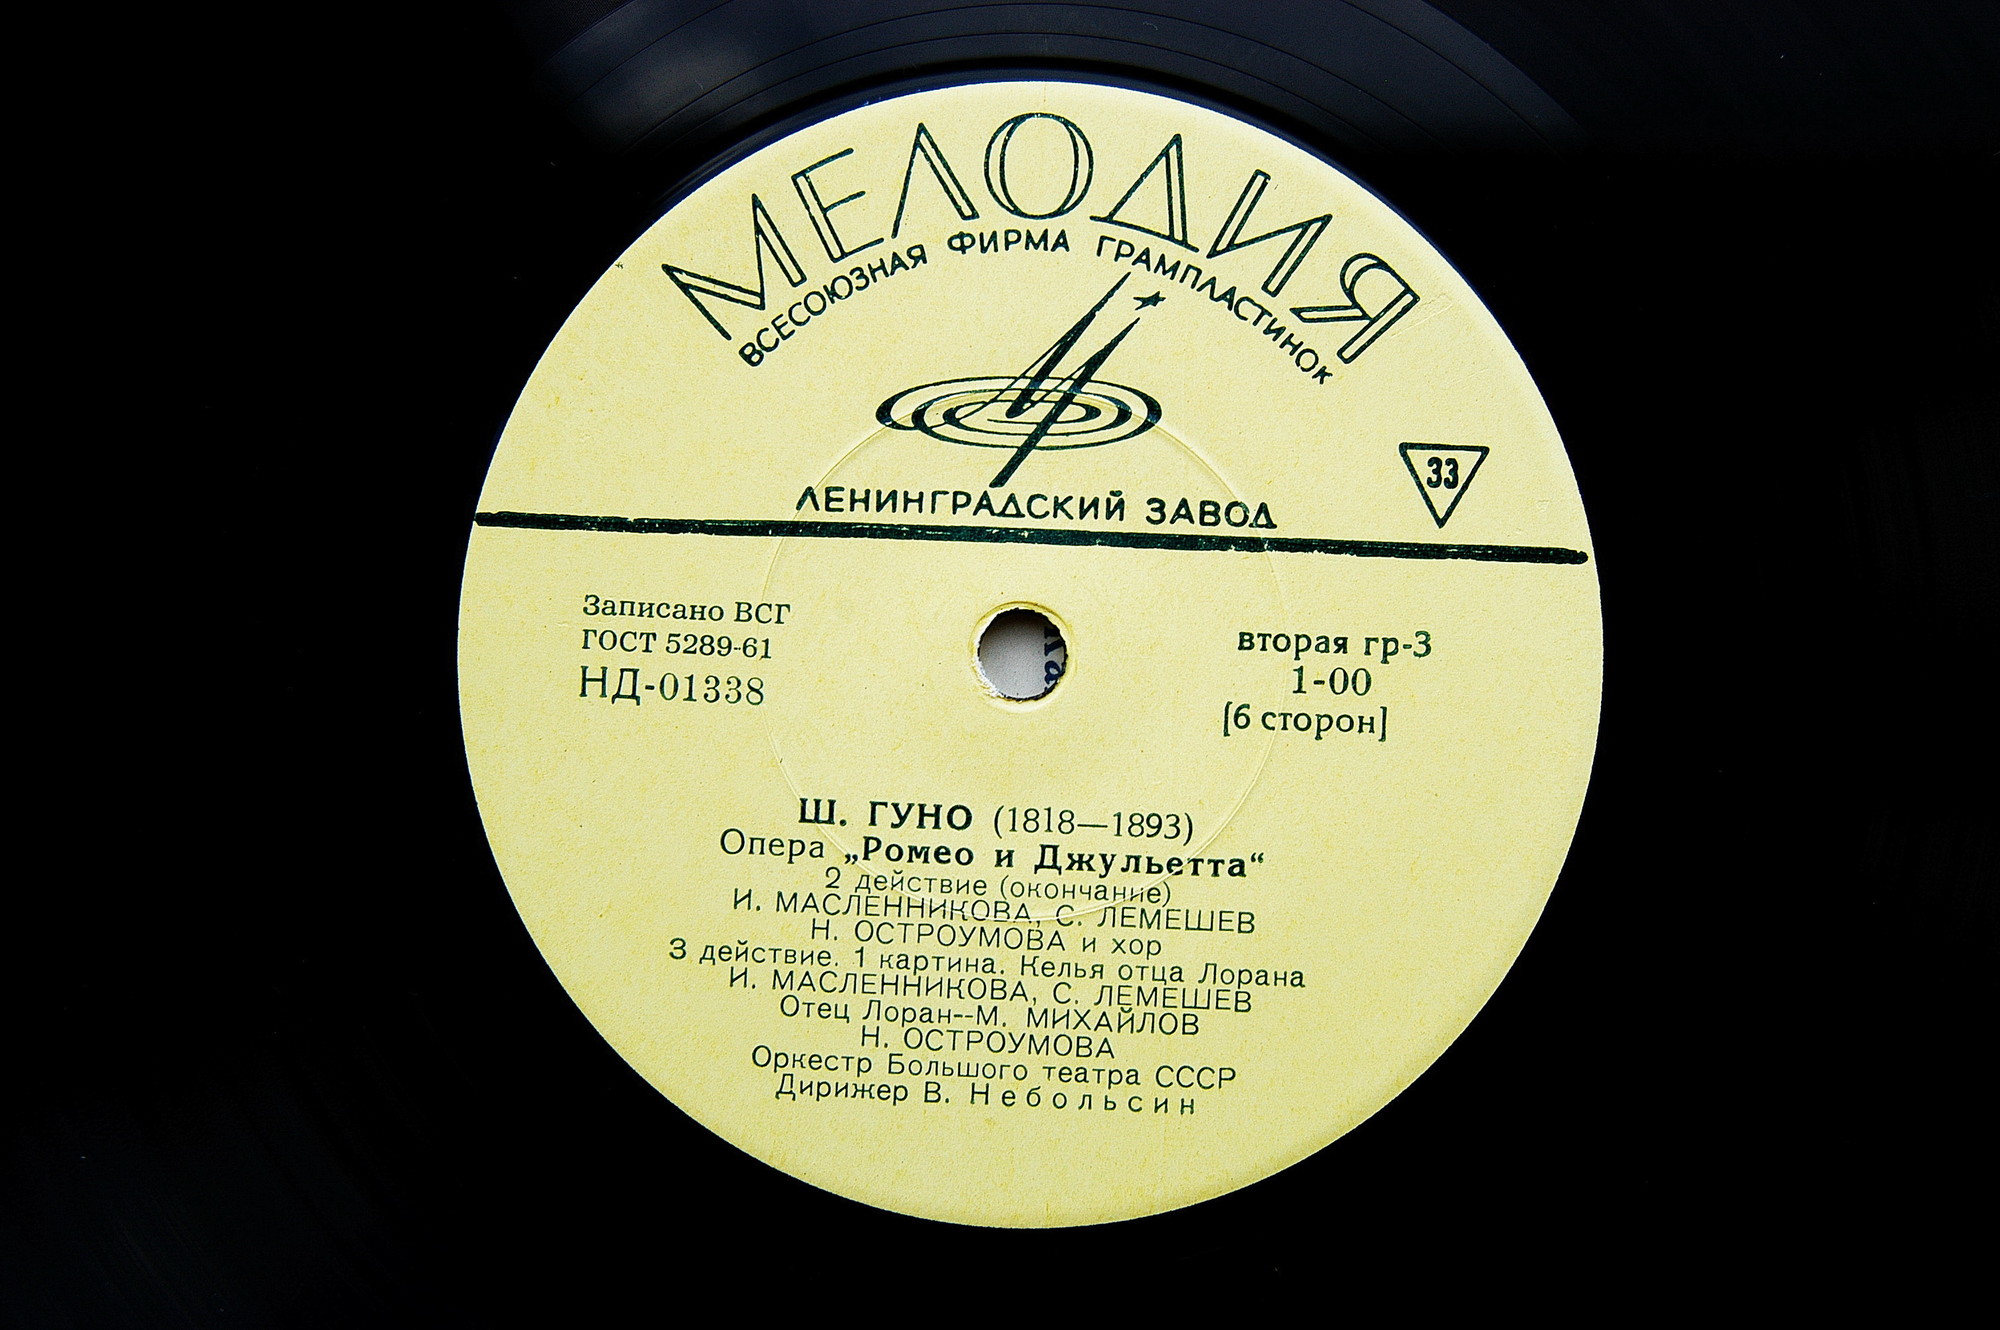 МЕЛОДИЯ
ВСЕСОЮЗНАЯ ФИРМА ГРАМПЛАСТИНОК
ЛЕНИНГРАДСКИЙ ЗАВОД
33
Записано ВСГ
ГОСТ 5289-61
НД-01338
вторая гр-3
1-00
[6 сторон]
Ш. ГУНО (1818—1893)
Опера „Ромео и Джульетта“
2 действие (окончание)
И. МАСЛЕННИКОВА, С. ЛЕМЕШЕВ
Н. ОСТРОУМОВА и хор
3 действие. 1 картина. Келья отца Лорана
И. МАСЛЕННИКОВА, С. ЛЕМЕШЕВ
Отец Лоран--М. МИХАЙЛОВ
Н. ОСТРОУМОВА
Оркестр Большого театра СССР
Дирижер В. Небольсин